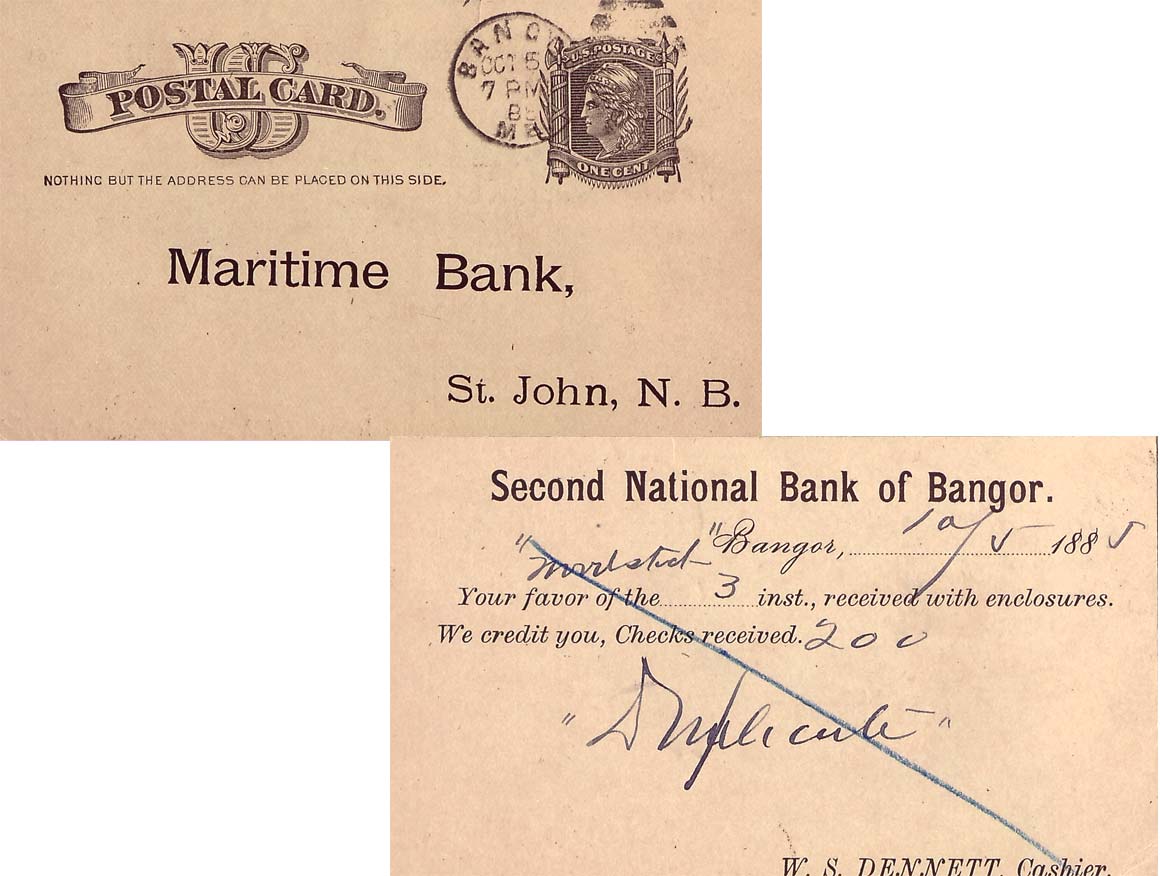 US
POSTAL CARD.
NOTHING BUT THE ADDRESS CAN BE PLACED ON THIS SIDE.
BANGO
OCT 5
7 PM
ME
U.S. POSTAGE
ONE CENT
Maritime Bank,
St. John, N. B.
Second National Bank of Bangor.
Bangor, 10/5 1885
Your favor of the 3 inst., received with enclosures.
We credit you, Checks received. 200
"Duplicate"
W. S. DENNETT, Cashier.